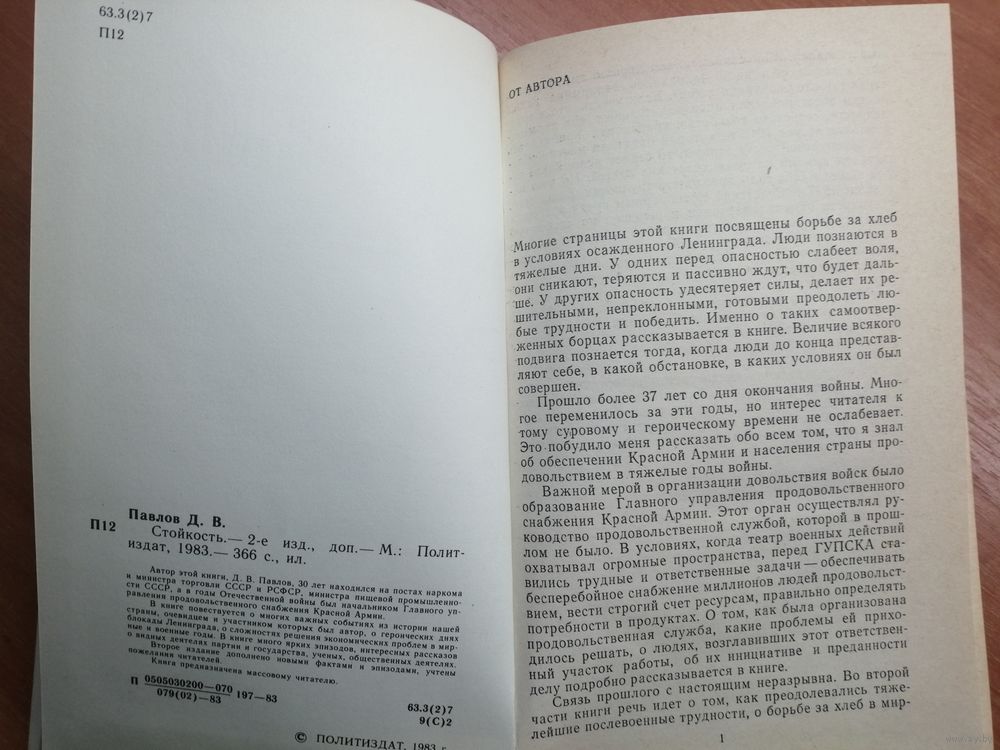 63.3(2)7
П12
Павлов Д. В.
П12
Стойкость.— 2-е изд., доп.— М.: Полит-
издат, 1983.— 366 с., ил.
Автор этой книги, Д. В. Павлов, 30 лет находился на постах наркома
и министра торговли СССР и РСФСР, министра пищевой промышленно-
сти СССР, а в годы Отечественной войны был начальником Главного уп-
равления продовольственного снабжения Красной Армии.
В книге повествуется о многих важных событиях из истории нашей
страны, очевидцем и участником которых был автор, о героических днях
блокады Ленинграда, о сложностях решения экономических проблем в мир-
ные и военные годы. В книге много ярких эпизодов, интересных рассказов
о видных деятелях партии и государства, ученых, общественных деятелях.
Второе издание дополнено новыми фактами и эпизодами, учтены
пожелания читателей.
Книга предназначена массовому читателю.
П 0505030200—070
079(02)—83
197—83
63.3(2)7
9(С)2
© ПОЛИТИЗДАТ, 1983 г.
ОТ АВТОРА
Многие страницы этой книги посвящены борьбе за хлеб
в условиях осажденного Ленинграда. Люди познаются в
тяжелые дни. У одних перед опасностью слабеет воля,
они сникают, теряются и пассивно ждут, что будет даль-
ше. У других опасность удесятеряет силы, делает их ре-
шительными, непреклонными, готовыми преодолеть лю-
бые трудности и победить. Именно о таких самоотвер-
женных борцах рассказывается в книге. Величие всякого
подвига познается тогда, когда люди до конца представ-
ляют себе, в какой обстановке, в каких условиях он был
совершен.
Прошло более 37 лет со дня окончания войны. Мно-
гое переменилось за эти годы, но интерес читателя к
тому суровому и героическому времени не ослабевает.
Это побудило меня рассказать обо всем том, что я знал
об обеспечении Красной Армии и населения страны про-
довольствием в тяжелые годы войны.
Важной мерой в организации довольствия войск было
образование Главного управления продовольственного
снабжения Красной Армии. Этот орган осуществлял ру-
ководство продовольственной службой, которой в прош-
лом не было. В условиях, когда театр военных действий
охватывал огромные пространства, перед ГУПСКА ста-
вились трудные и ответственные задачи — обеспечивать
бесперебойное снабжение миллионов людей продовольст-
вием, вести строгий счет ресурсам, правильно определять
потребности в продуктах. О том, как была организована
продовольственная служба, какие проблемы ей прихо-
дилось решать, о людях, возглавивших этот ответствен-
ный участок работы, об их инициативе и преданности
делу подробно рассказывается в книге.
Связь прошлого с настоящим неразрывна. Во второй
части книги речь идет о том, как преодолевались тяже-
лейшие послевоенные трудности, о борьбе за хлеб в мир-
1